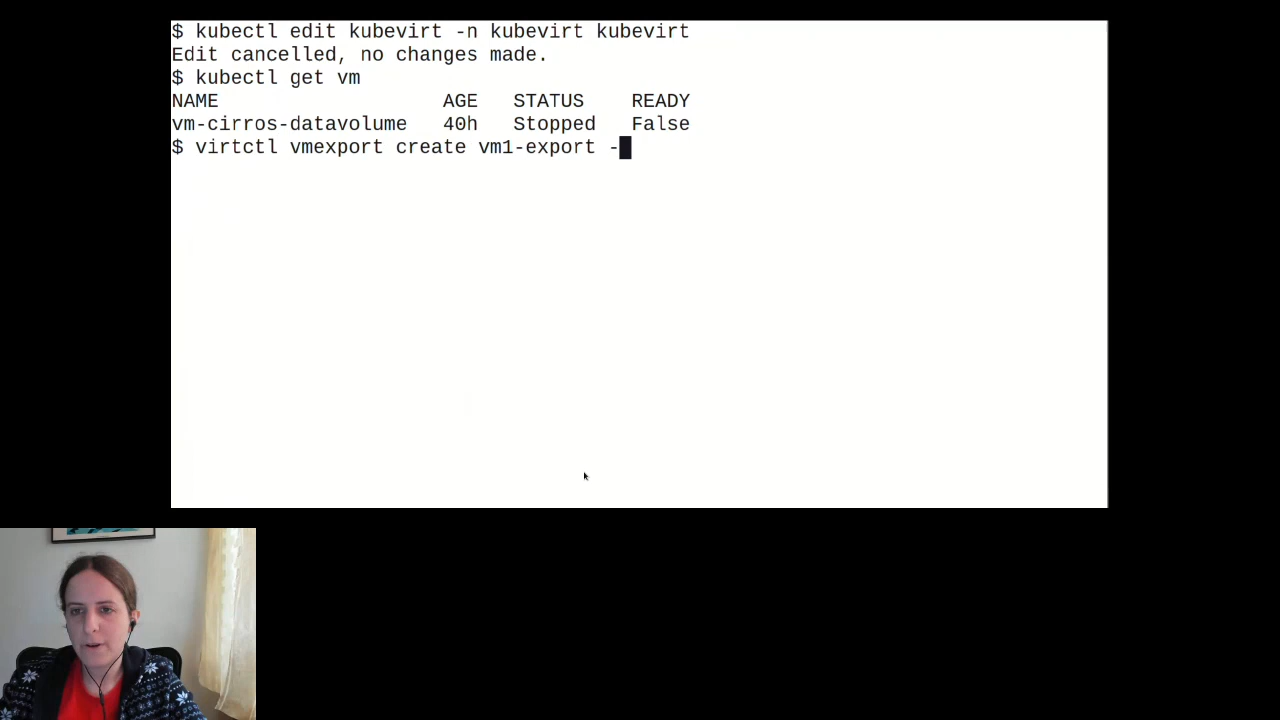 $ kubectl edit kubevirt -n kubevirt kubevirt
Edit cancelled, no changes made.
$ kubectl get vm
NAME AGE STATUS READY
vm-cirros-datavolume 40h Stopped False
$ virtctl vmexport create vm1-export -